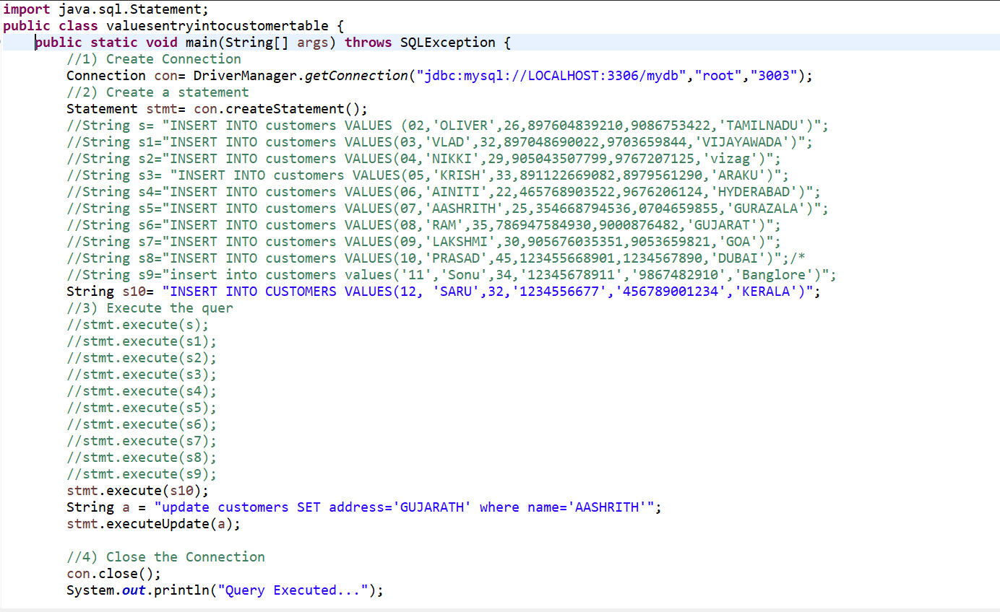 import java.sql.Statement;
public class valuesentryintocustomertable {
    public static void main(String[] args) throws SQLException {
        //1) Create Connection
        Connection con= DriverManager.getConnection("jdbc:mysql://LOCALHOST:3306/mydb","root","3003");
        //2) Create a statement
        Statement stmt= con.createStatement();
        //String s= "INSERT INTO customers VALUES (02,'OLIVER',26,897604839210,9086753422,'TAMILNADU')";
        //String s1="INSERT INTO customers VALUES(03,'VLAD',32,897048690022,9703659844,'VIJAYAWADA')";
        //String s2="INSERT INTO customers VALUES(04,'NIKKI',29,905043507799,9767207125,'vizag')";
        //String s3= "INSERT INTO customers VALUES(05,'KRISH',33,891122669082,8979561290,'ARAKU')";
        //String s4="INSERT INTO customers VALUES(06,'AINITI',22,465768903522,9676206124,'HYDERABAD')";
        //String s5="INSERT INTO customers VALUES(07,'AASHRITH',25,354668794536,0704659855,'GURAZALA')";
        //String s6="INSERT INTO customers VALUES(08,'RAM',35,786947584930,9000876482,'GUJARAT')";
        //String s7="INSERT INTO customers VALUES(09,'LAKSHMI',30,905676035351,9053659821,'GOA')";
        //String s8="INSERT INTO customers VALUES(10,'PRASAD',45,123455668901,1234567890,'DUBAI')";/*
        //String s9="insert into customers values('11','Sonu',34,'12345678911','9867482910','Banglore')";
        String s10= "INSERT INTO CUSTOMERS VALUES(12, 'SARU',32,'1234556677','456789001234','KERALA')";
        //3) Execute the quer
        //stmt.execute(s);
        //stmt.execute(s1);
        //stmt.execute(s2);
        //stmt.execute(s3);
        //stmt.execute(s4);
        //stmt.execute(s5);
        //stmt.execute(s6);
        //stmt.execute(s7);
        //stmt.execute(s8);
        //stmt.execute(s9);
        stmt.execute(s10);
        String a = "update customers SET address='GUJARATH' where name='AASHRITH'";
        stmt.executeUpdate(a);
        //4) Close the Connection
        con.close();
        System.out.println("Query Executed...");